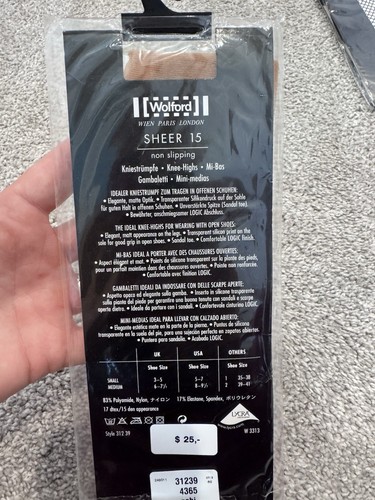 Wolford
WIEN PARIS LONDON
SHEER 15
non slipping
Kniestrümpfe • Knee-Highs • Mi-Bas
Gambaletti • Mini-medias
IDEALER KNIESTRUMPF ZUM TRAGEN IN OFFENEN SCHUHEN:
• Elegante, matte Optik. • Transparenter Silikondruck auf der Sohle
für guten Halt in offenen Schuhen. • Unverstärkte Spitze (Sandal toe).
• Bewährter, anschmiegsamer LOGIC Abschluss.
THE IDEAL KNEE-HIGHS FOR WEARING WITH OPEN SHOES:
• Elegant, matt appearance on the legs. • Transparent silicon print on the
sole for good grip in open shoes. • Sandal toe. • Comfortable LOGIC finish.
MI-BAS IDEAL A PORTER AVEC DES CHAUSSURES OUVERTES:
• Aspect élégant et mat. • Points de silicone transparent sur la plante des pieds,
pour un parfait maintien dans des chaussures ouvertes. • Pointe non renforcée.
• Confortable avec finition LOGIC.
GAMBALETTI IDEALI DA INDOSSARE CON DELLE SCARPE APERTE:
• Aspetto opaco ed elegante sulla gamba. • Inserto in silicone trasparente
sulla pianta del piede per garantire una buona tenuta con sandali o scarpe
aperte dietro. • Ideale da portare con i sandali. • Confortevole cinturino LOGIC.
MINI-MEDIAS IDEAL PARA LLEVAR CON CALZADO ABIERTO:
• Elegante estética mate en la parte de la pierna. • Puntos de silicona
transparente en la suela del pie, para una sujeción perfecta en zapatos abiertos.
• Puntera para sandalia. • Acabado LOGIC.
UK USA OTHERS
Shoe Size Shoe Size Shoe Size
SMALL 3–5 5–7 1 35–38
MEDIUM 6–7½ 8–9½ 2 39–41
83% Polyamide, Nylon, ナイロン 17% Elastane, Spandex, ポリウレタン
17 dtex/15 den appearance
LYCRA
Style 312 39
W 3313
$ 25,-
31239
4365